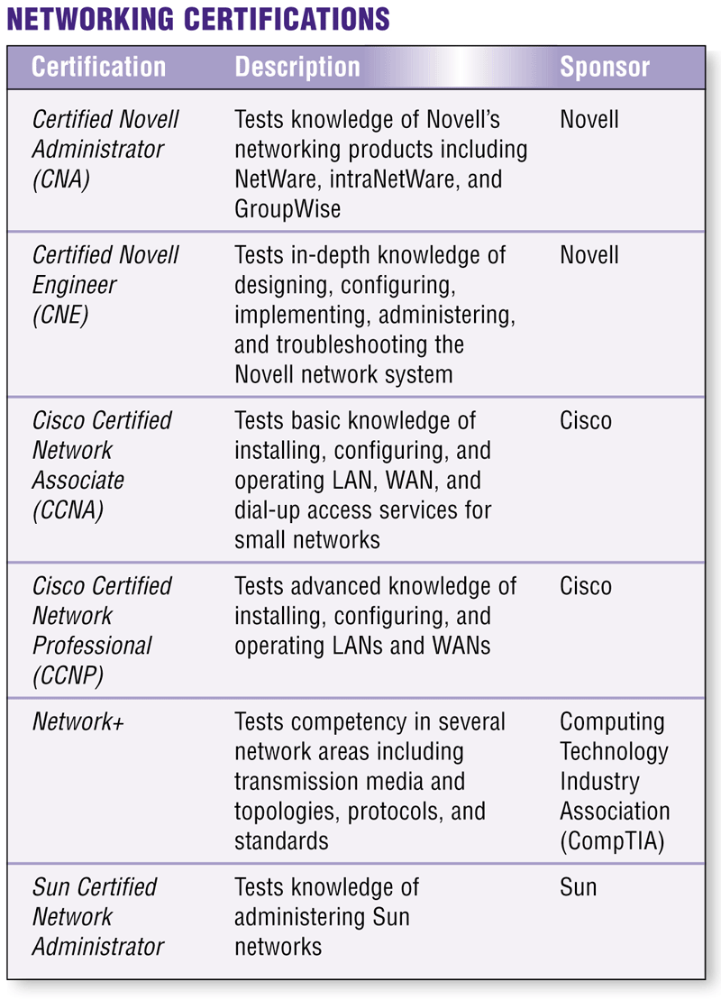 NETWORKING CERTIFICATIONS
Certification Description Sponsor
Certified Novell Tests knowledge of Novell’s Novell
Administrator networking products including
(CNA) NetWare, intraNetWare, and
GroupWise
Certified Novell Tests in-depth knowledge of Novell
Engineer designing, configuring,
(CNE) implementing, administering,
and troubleshooting the
Novell network system
Cisco Certified Tests basic knowledge of Cisco
Network installing, configuring, and
Associate operating LAN, WAN, and
(CCNA) dial-up access services for
small networks
Cisco Certified Tests advanced knowledge of Cisco
Network installing, configuring, and
Professional operating LANs and WANs
(CCNP)
Network+ Tests competency in several Computing
network areas including Technology
transmission media and Industry
topologies, protocols, and Association
standards (CompTIA)
Sun Certified Tests knowledge of Sun
Network administering Sun
Administrator networks